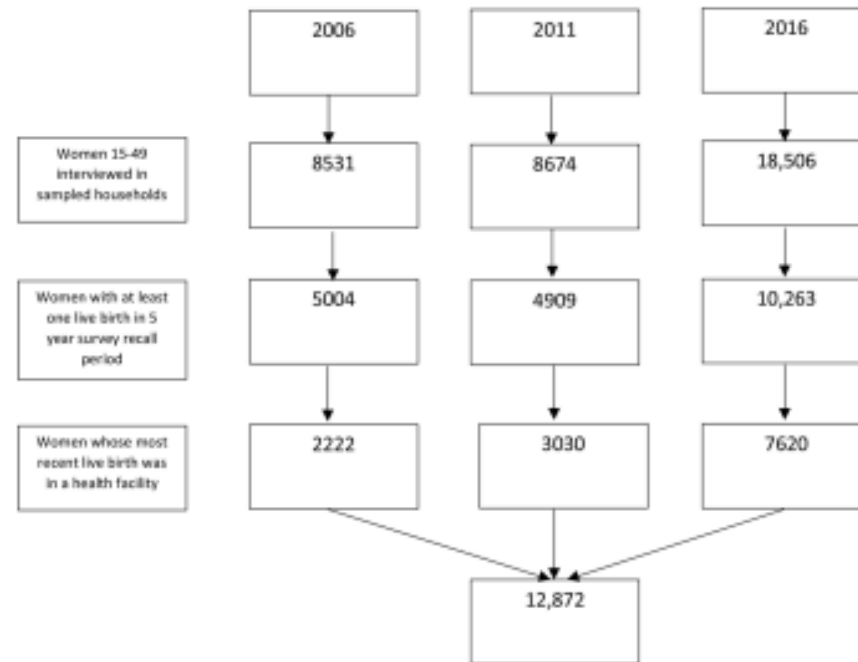 2006
2011
2016
Women 15-49
interviewed in
sampled households
8531
8674
18,506
Women with at least
one live birth in 5
year survey recall
period
5004
4909
10,263
Women whose most
recent live birth was
in a health facility
2222
3030
7620
12,872